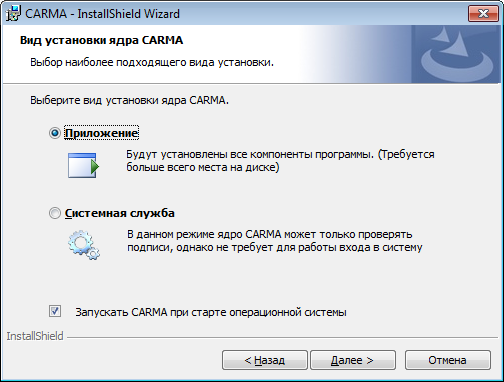 CARMA - InstallShield Wizard
Вид установки ядра CARMA
Выбор наиболее подходящего вида установки.
Выберите вид установки ядра CARMA.
Приложение
Будут установлены все компоненты программы. (Требуется
больше всего места на диске)
Системная служба
В данном режиме ядро CARMA может только проверять
подписи, однако не требует для работы входа в систему
Запускать CARMA при старте операционной системы
InstallShield
< Назад Далее > Отмена